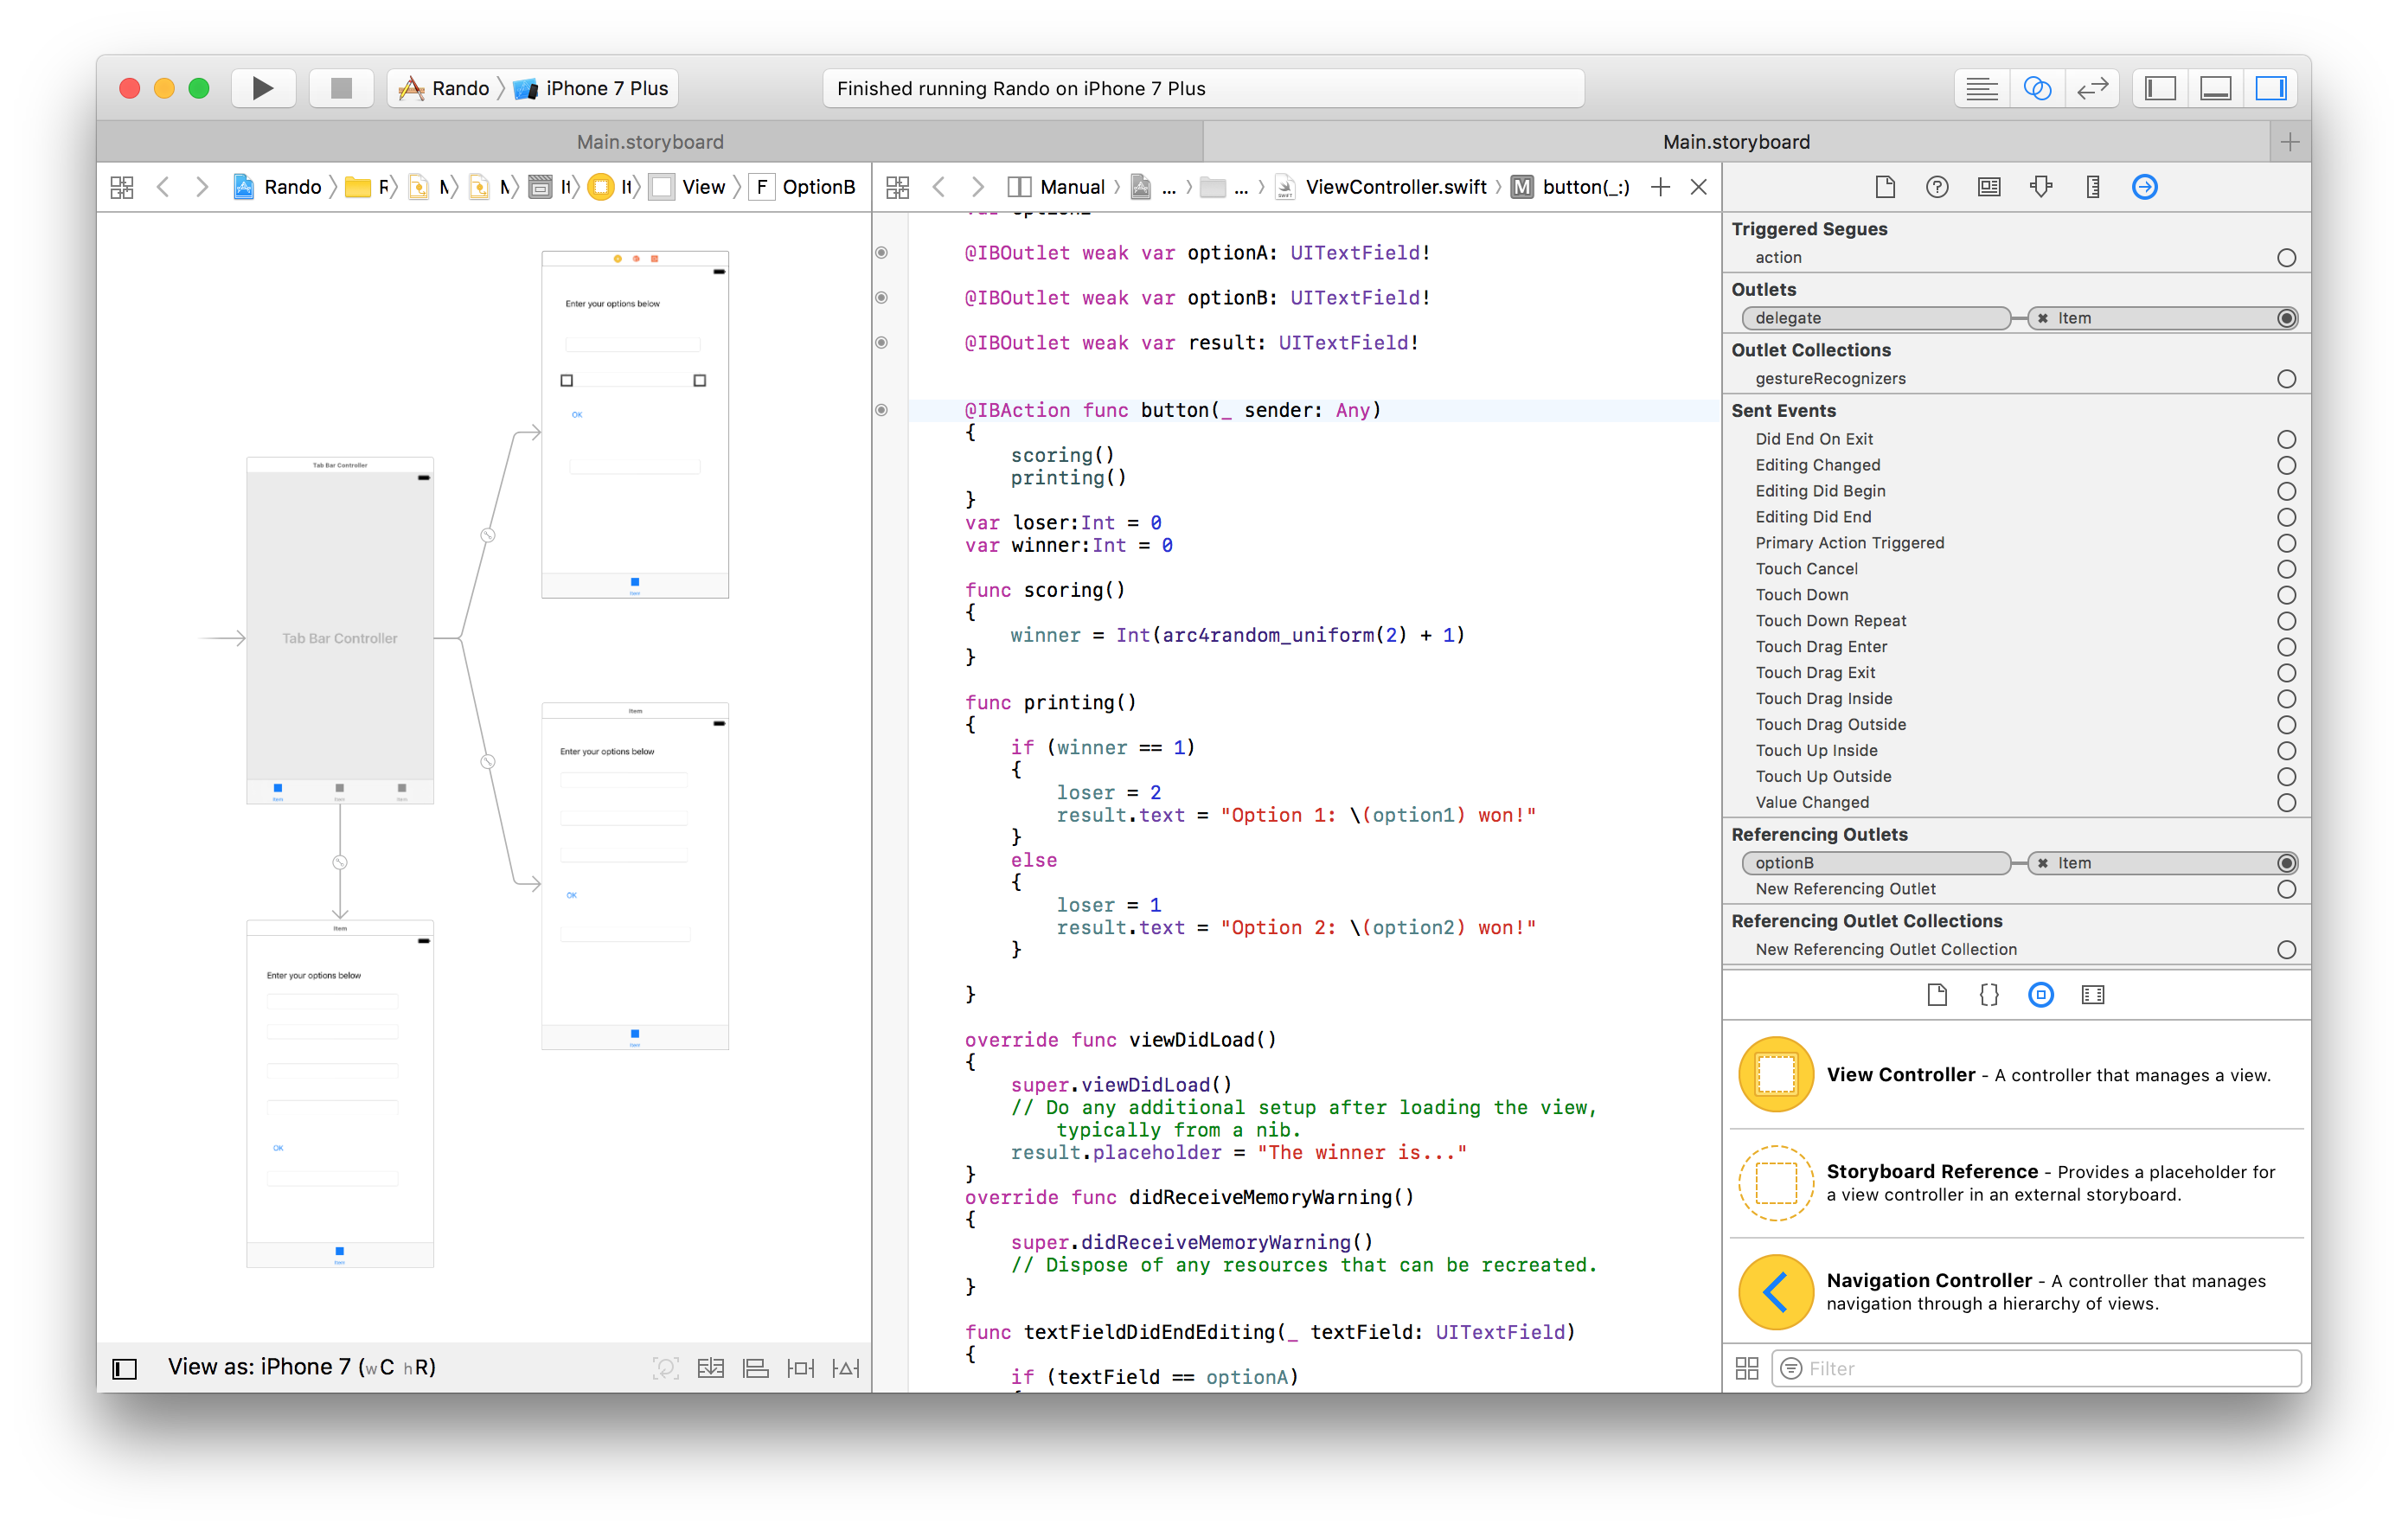 Rando
iPhone 7 Plus
Finished running Rando on iPhone 7 Plus
Main.storyboard
Main.storyboard
Rando
View
F
OptionB
Enter your options below
OK
Item
Tab Bar Controller
Tab Bar Controller
Item
Item
Item
Item
Enter your options below
OK
Item
Item
Enter your options below
OK
Item
View as: iPhone 7 (wC hR)
Manual
...
...
ViewController.swift
M
button(_:)
@IBOutlet weak var optionA: UITextField!
@IBOutlet weak var optionB: UITextField!
@IBOutlet weak var result: UITextField!
@IBAction func button(_ sender: Any)
{
scoring()
printing()
}
var loser:Int = 0
var winner:Int = 0
func scoring()
{
winner = Int(arc4random_uniform(2) + 1)
}
func printing()
{
if (winner == 1)
{
loser = 2
result.text = "Option 1: \(option1) won!"
}
else
{
loser = 1
result.text = "Option 2: \(option2) won!"
}
}
override func viewDidLoad()
{
super.viewDidLoad()
// Do any additional setup after loading the view,
typically from a nib.
result.placeholder = "The winner is..."
}
override func didReceiveMemoryWarning()
{
super.didReceiveMemoryWarning()
// Dispose of any resources that can be recreated.
}
func textFieldDidEndEditing(_ textField: UITextField)
{
if (textField == optionA)
Triggered Segues
action
Outlets
delegate
Item
Outlet Collections
gestureRecognizers
Sent Events
Did End On Exit
Editing Changed
Editing Did Begin
Editing Did End
Primary Action Triggered
Touch Cancel
Touch Down
Touch Down Repeat
Touch Drag Enter
Touch Drag Exit
Touch Drag Inside
Touch Drag Outside
Touch Up Inside
Touch Up Outside
Value Changed
Referencing Outlets
optionB
Item
New Referencing Outlet
Referencing Outlet Collections
New Referencing Outlet Collection
{}
View Controller - A controller that manages a view.
Storyboard Reference - Provides a placeholder for
a view controller in an external storyboard.
Navigation Controller - A controller that manages
navigation through a hierarchy of views.
Filter